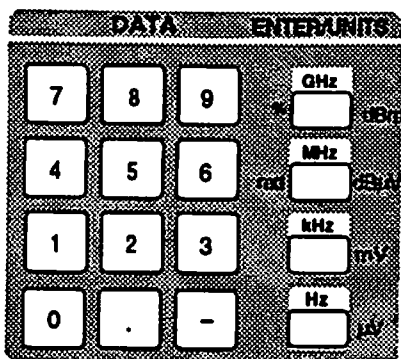 DATA ENTER/UNITS
GHz
7 8 9 % dBm
MHz
4 5 6 rad dBµV
kHz
1 2 3 mV
Hz
0 . - µV